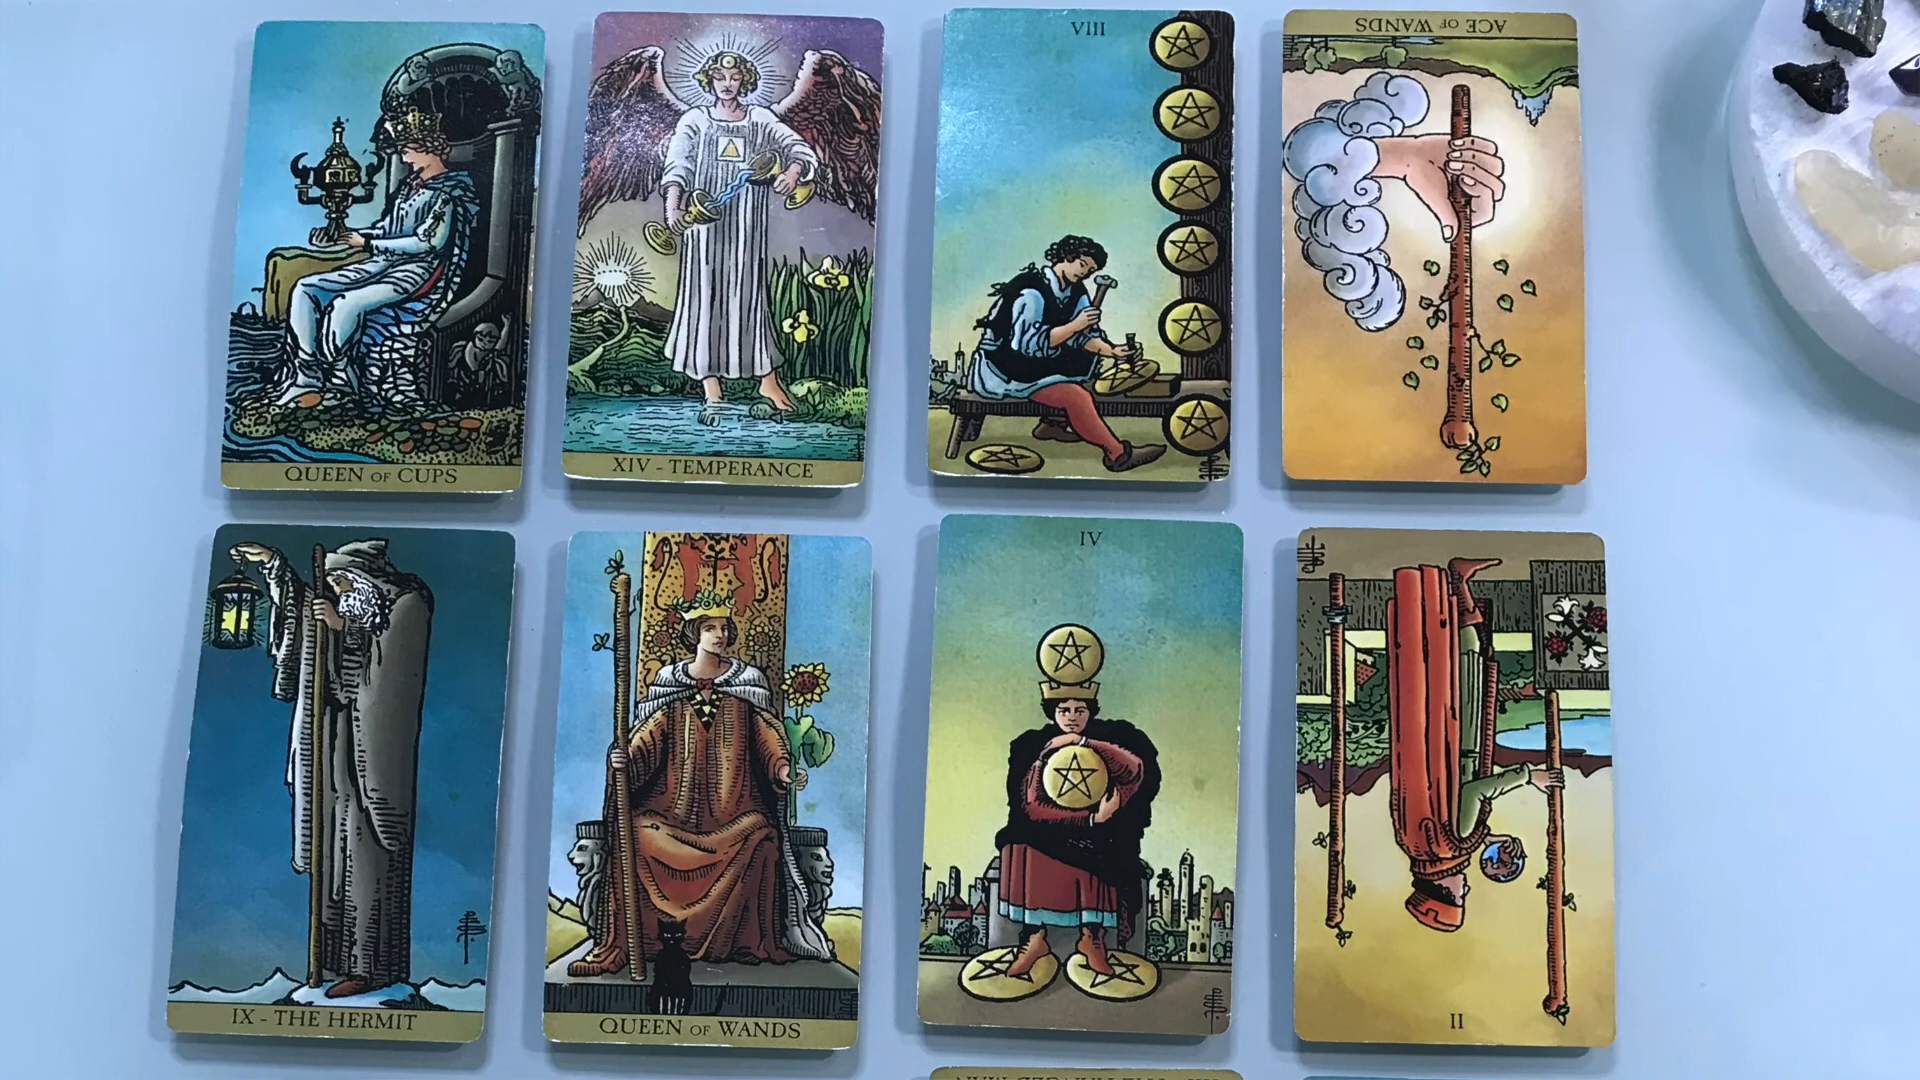 VIII
ACE OF WANDS
QUEEN OF CUPS
XIV - TEMPERANCE
IV
IX - THE HERMIT
QUEEN OF WANDS
II